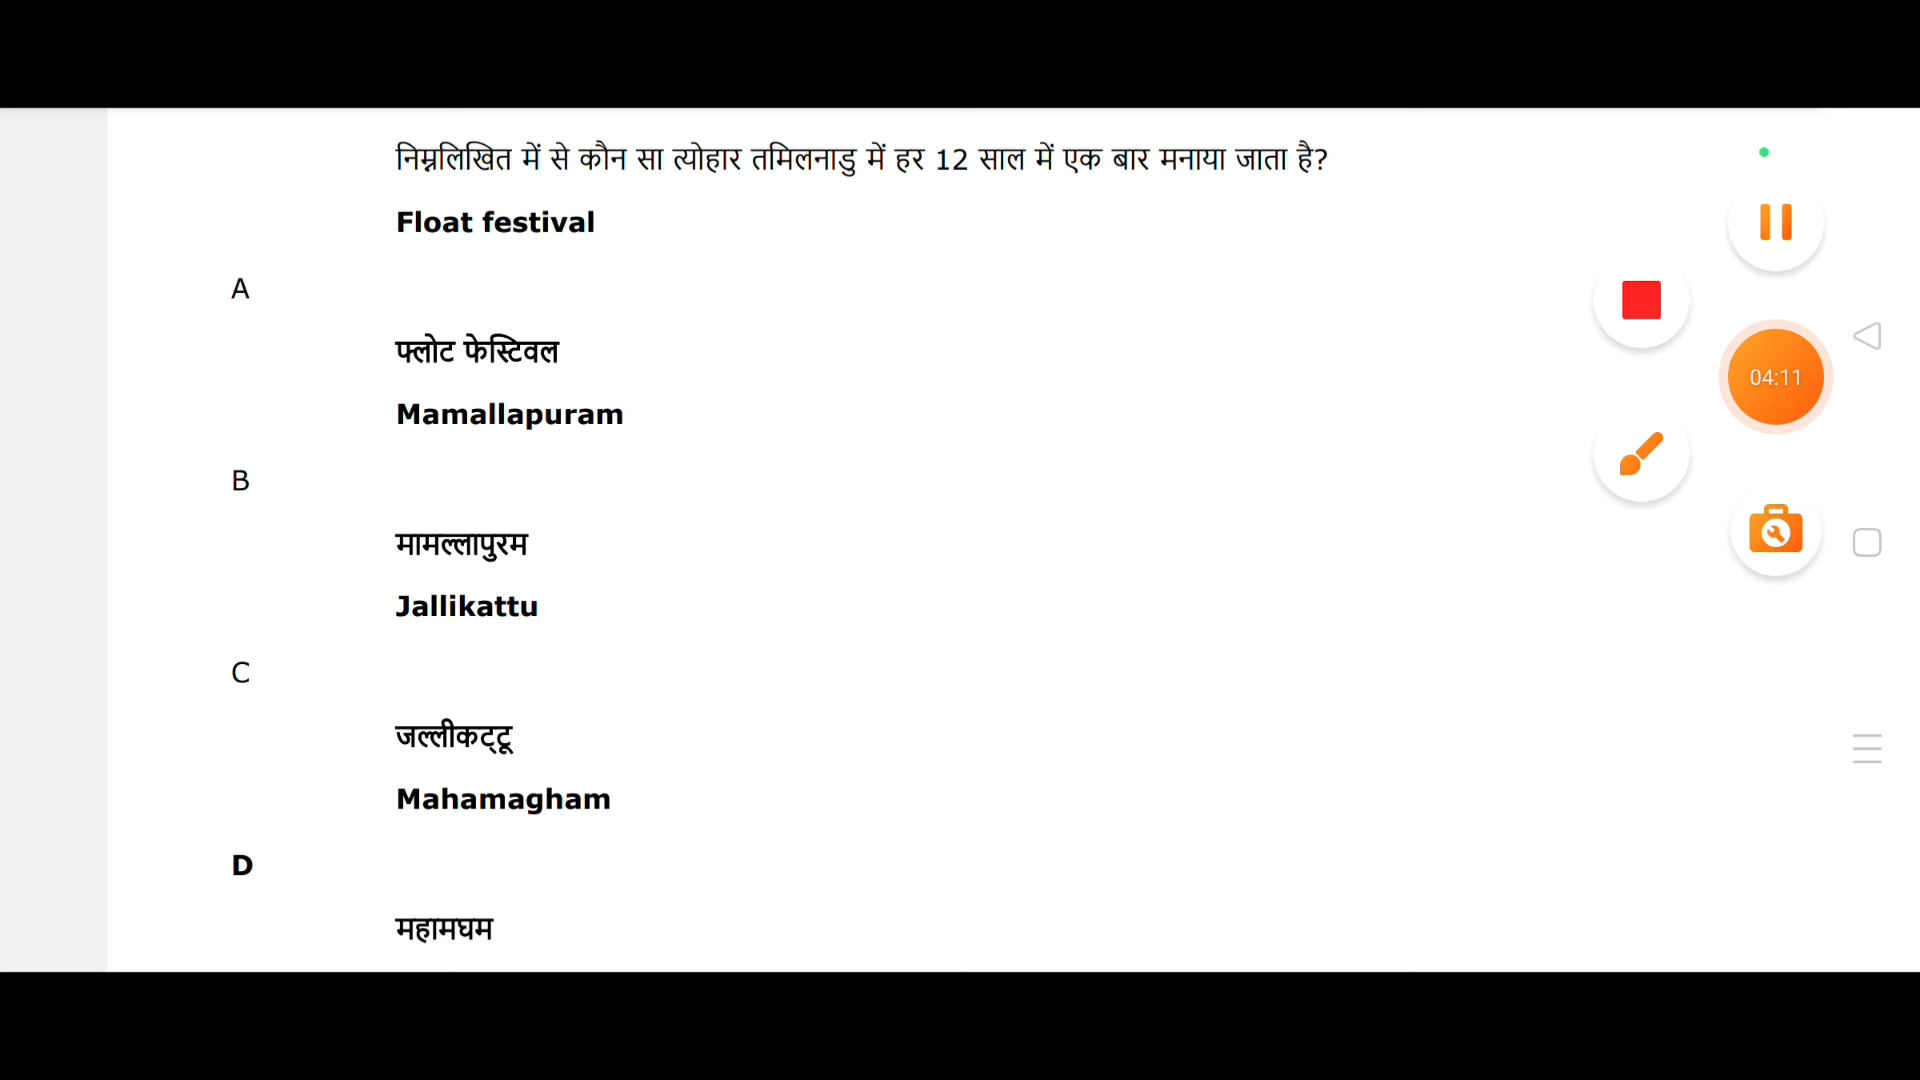 निम्नलिखित में से कौन सा त्योहार तमिलनाडु में हर 12 साल में एक बार मनाया जाता है?
Float festival
A
फ्लोट फेस्टिवल
Mamallapuram
B
मामल्लापुरम
Jallikattu
C
जल्लीकट्टू
Mahamagham
D
महामघम
04:11